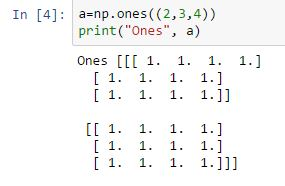 In [4]: a=np.ones((2,3,4))
print("Ones", a)
Ones [[[ 1.  1.  1.  1.]
[ 1.  1.  1.  1.]
[ 1.  1.  1.  1.]]
[[ 1.  1.  1.  1.]
[ 1.  1.  1.  1.]
[ 1.  1.  1.  1.]]]